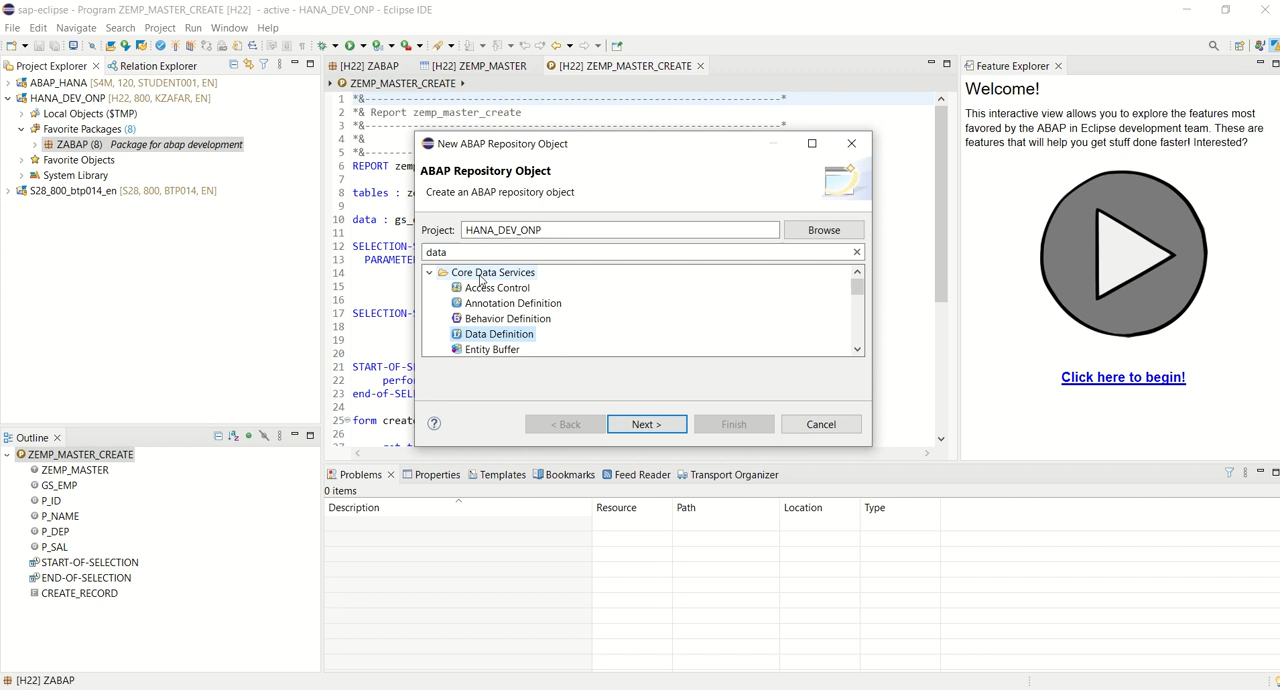 sap-eclipse - Program ZEMP_MASTER_CREATE [H22] - active - HANA_DEV_ONP - Eclipse IDE
File Edit Navigate Search Project Run Window Help
Project Explorer
Relation Explorer
[H22] ZABAP
[H22] ZEMP_MASTER
[H22] ZEMP_MASTER_CREATE
Feature Explorer
ABAP_HANA [S4M, 120, STUDENT001, EN]
HANA_DEV_ONP [H22, 800, KZAFAR, EN]
Local Objects ($TMP)
Favorite Packages (8)
ZABAP (8) Package for abap development
Favorite Objects
System Library
S28_800_btp014_en [S28, 800, BTP014, EN]
ZEMP_MASTER_CREATE
1 *&---------------------------------------------------------------------*
2 *& Report zemp_master_create
3 *&---------------------------------------------------------------------*
4 *&
5 *&------
6 REPORT zem
7
8 tables : z
9
10 data : gs_
11
12 SELECTION-S
13 PARAMETE
14
15
16
17 SELECTION-S
18
19
20
21 START-OF-S
22 perfo
23 end-of-SEL
24
25 form creat
26
New ABAP Repository Object
ABAP Repository Object
Create an ABAP repository object
Project: HANA_DEV_ONP Browse
data
Core Data Services
Access Control
Annotation Definition
Behavior Definition
Data Definition
Entity Buffer
? < Back Next > Finish Cancel
Welcome!
This interactive view allows you to explore the features most
favored by the ABAP in Eclipse development team. These are
features that will help you get stuff done faster! Interested?
Click here to begin!
Outline
ZEMP_MASTER_CREATE
ZEMP_MASTER
GS_EMP
P_ID
P_NAME
P_DEP
P_SAL
START-OF-SELECTION
END-OF-SELECTION
CREATE_RECORD
Problems Properties Templates Bookmarks Feed Reader Transport Organizer
0 items
Description Resource Path Location Type
[H22] ZABAP